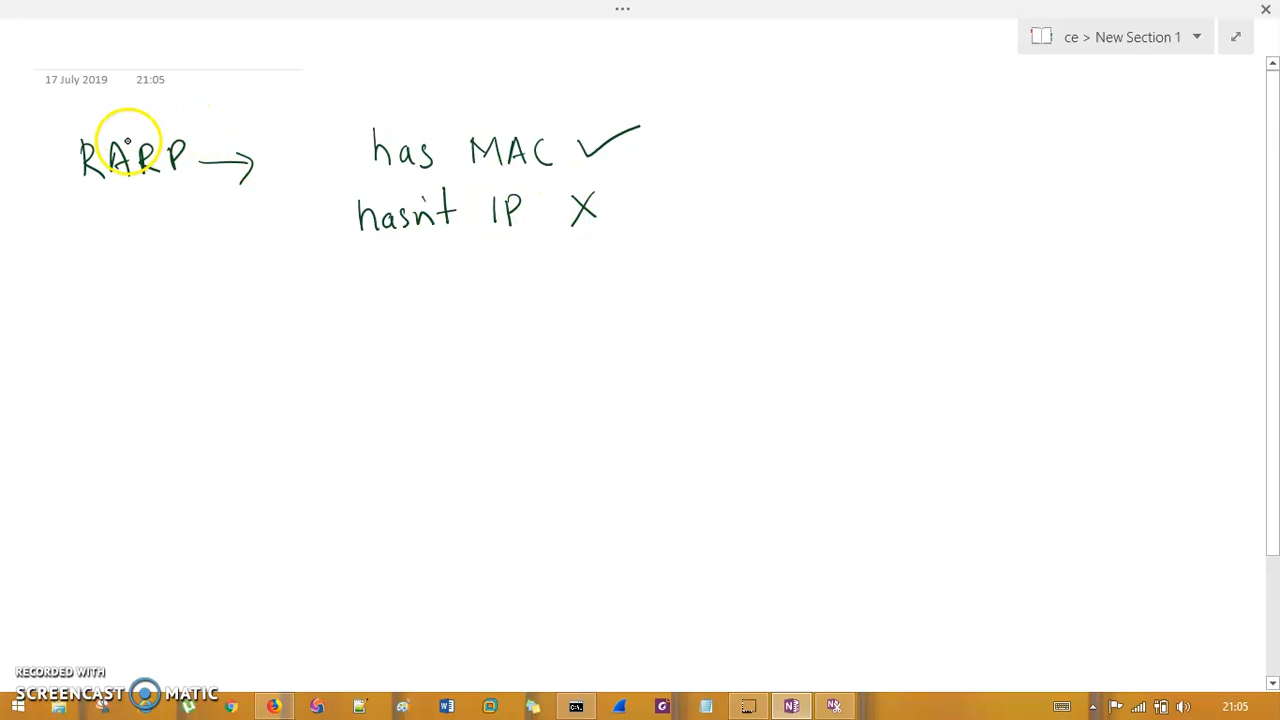 ce > New Section 1
17 July 2019 21:05
RARP → has MAC ✓
hasn't IP X
RECORDED WITH
SCREENCAST MATIC
21:05